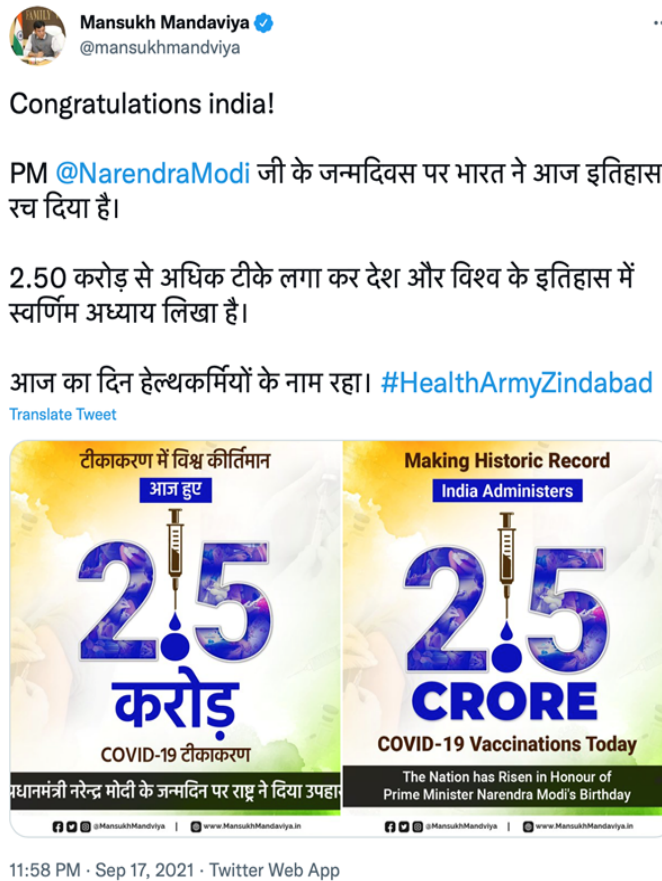 Mansukh Mandaviya
@mansukhmandviya
Congratulations india!
PM @NarendraModi जी के जन्मदिवस पर भारत ने आज इतिहास
रच दिया है।
2.50 करोड़ से अधिक टीके लगा कर देश और विश्व के इतिहास में
स्वर्णिम अध्याय लिखा है।
आज का दिन हेल्थकर्मियों के नाम रहा। #HealthArmyZindabad
Translate Tweet
टीकाकरण में विश्व कीर्तिमान
आज हुए
2.5
करोड़
COVID-19 टीकाकरण
प्रधानमंत्री नरेन्द्र मोदी के जन्मदिन पर राष्ट्र ने दिया उपहार
@MansukhMandviya | www.MansukhMandaviya.in
Making Historic Record
India Administers
2.5
CRORE
COVID-19 Vaccinations Today
The Nation has Risen in Honour of
Prime Minister Narendra Modi's Birthday
@MansukhMandviya | www.MansukhMandaviya.in
11:58 PM · Sep 17, 2021 · Twitter Web App